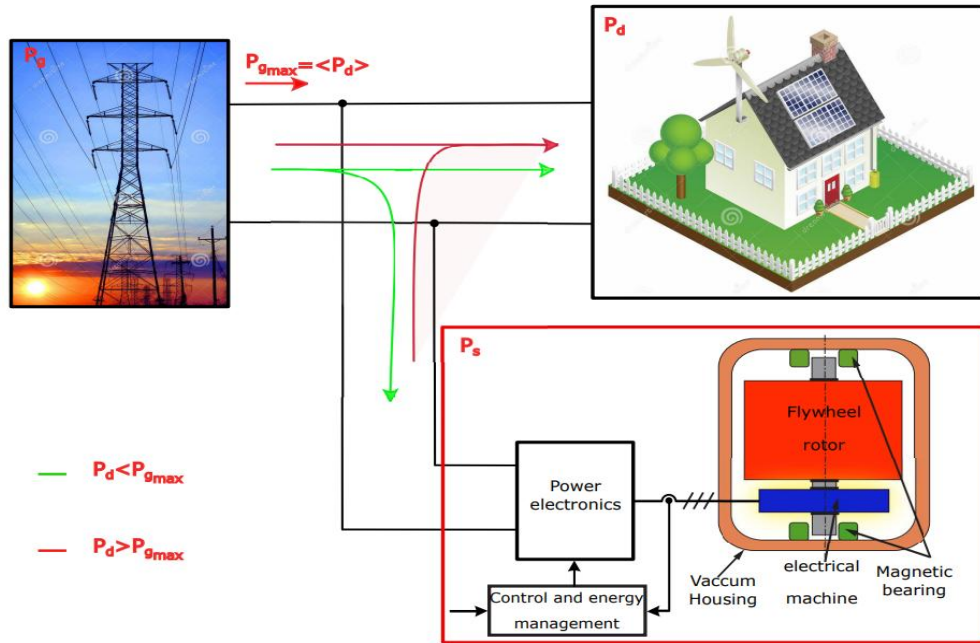 Pg
Pgmax=<Pd>
Pd
Ps
Flywheel
rotor
Pd<Pgmax
Pd>Pgmax
Power
electronics
Control and energy
management
Vaccum
Housing
electrical
machine
Magnetic
bearing